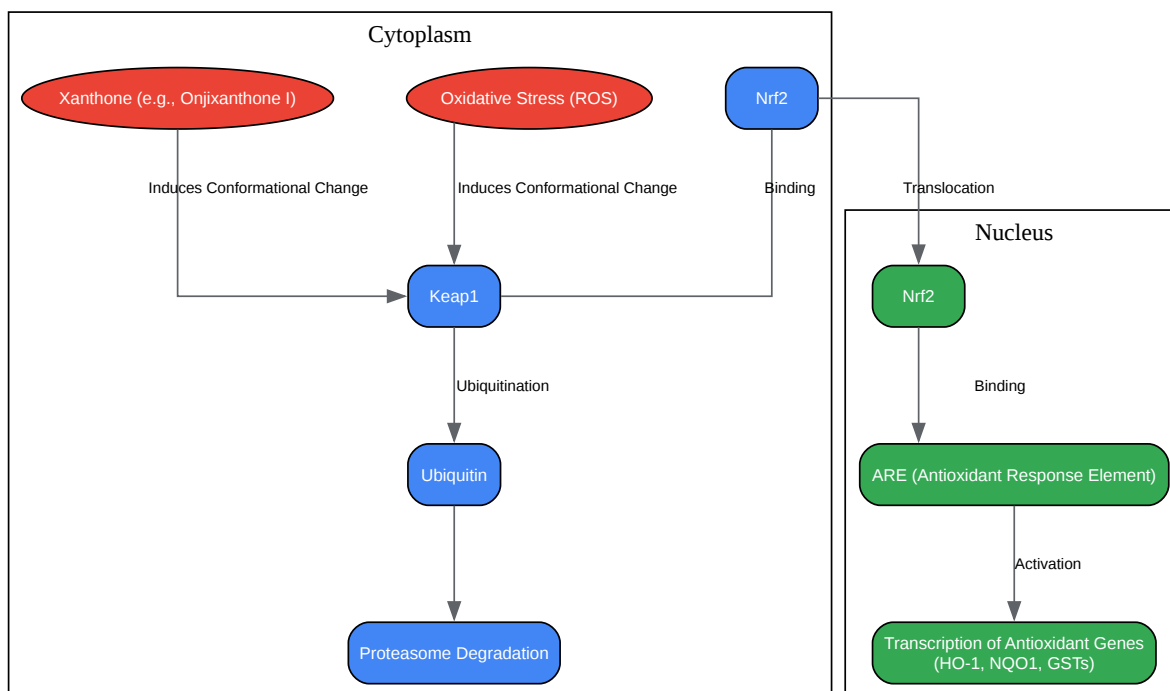 Cytoplasm
Xanthone (e.g., Onjixanthone I)
Oxidative Stress (ROS)
Nrf2
Induces Conformational Change
Induces Conformational Change
Binding
Translocation
Nucleus
Keap1
Nrf2
Ubiquitination
Binding
Ubiquitin
ARE (Antioxidant Response Element)
Activation
Proteasome Degradation
Transcription of Antioxidant Genes
(HO-1, NQO1, GSTs)